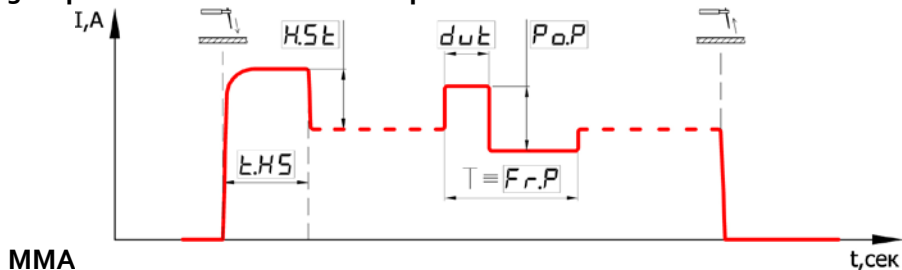 I,A
H.St
dut
Po.P
t.HS
T ≡ Fr.P
MMA
t,сек